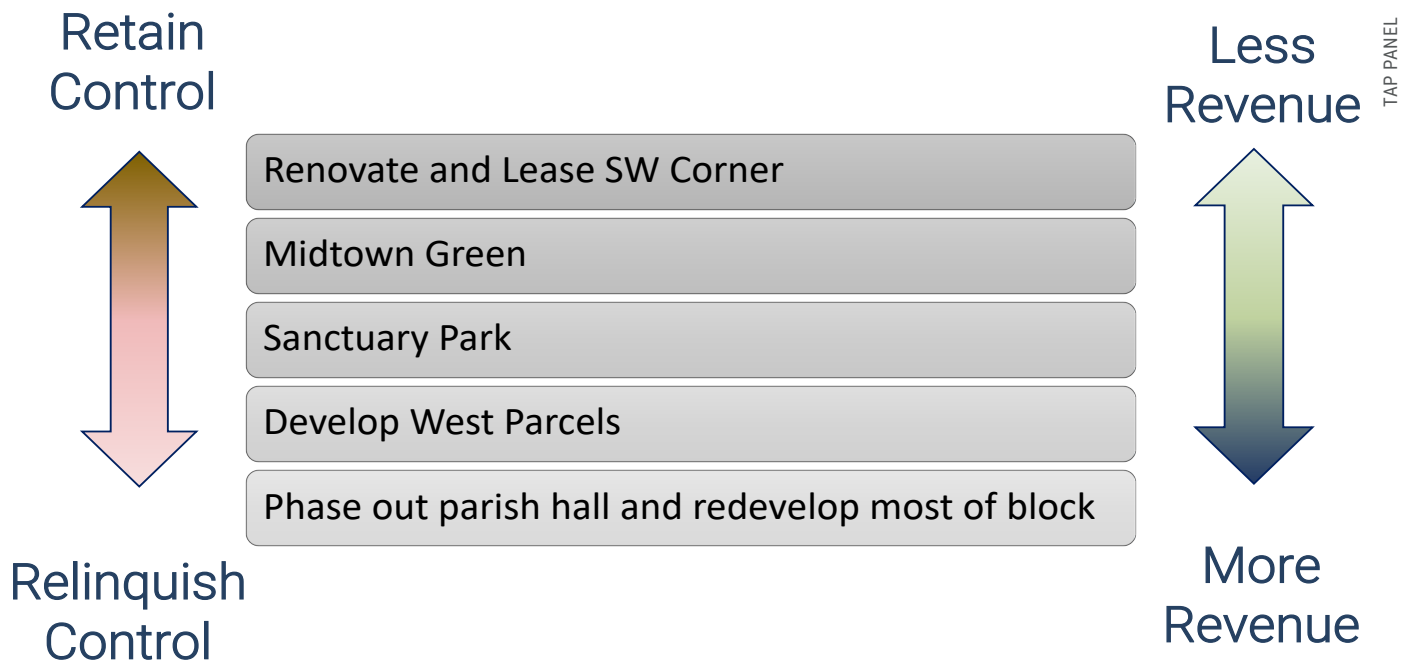 Retain
Control
Less
Revenue
TAP PANEL
Renovate and Lease SW Corner
Midtown Green
Sanctuary Park
Develop West Parcels
Phase out parish hall and redevelop most of block
Relinquish
Control
More
Revenue